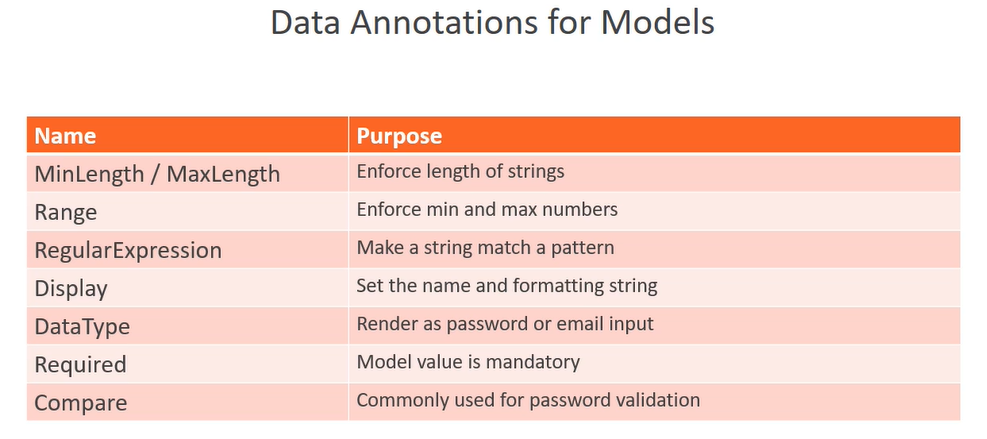 Data Annotations for Models
Name Purpose
MinLength / MaxLength Enforce length of strings
Range Enforce min and max numbers
RegularExpression Make a string match a pattern
Display Set the name and formatting string
DataType Render as password or email input
Required Model value is mandatory
Compare Commonly used for password validation